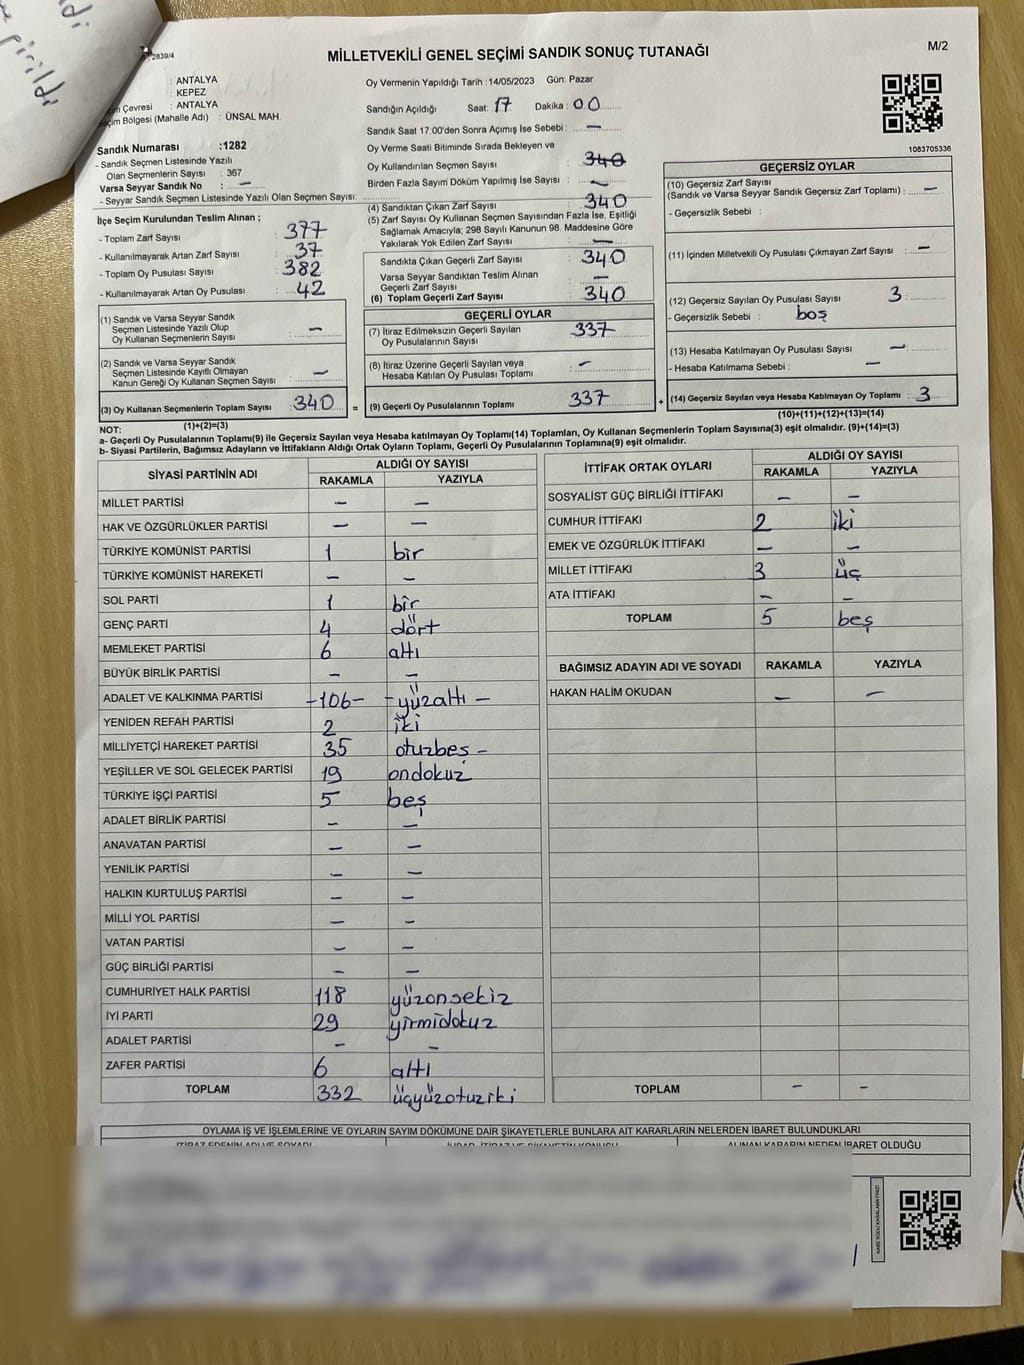 di
pirildi
2839/4
MİLLETVEKİLİ GENEL SEÇİMİ SANDIK SONUÇ TUTANAĞI
M/2
: ANTALYA
: KEPEZ
Çevresi : ANTALYA
Seçim Bölgesi (Mahalle Adı) : ÜNSAL MAH.
Oy Vermenin Yapıldığı Tarih : 14/05/2023 Gün: Pazar
Sandığın Açıldığı Saat: 17 Dakika : 00
Sandık Saat 17:00'den Sonra Açımış İse Sebebi : —
Oy Verme Saati Bitiminde Sırada Bekleyen ve
Oy Kullandırılan Seçmen Sayısı 340
Birden Fazla Sayım Döküm Yapılmış İse Sayısı : —
1083705336
Sandık Numarası :1282
- Sandık Seçmen Listesinde Yazılı
Olan Seçmenlerin Sayısı : 367
Varsa Seyyar Sandık No : —
- Seyyar Sandık Seçmen Listesinde Yazılı Olan Seçmen Sayısı:
İlçe Seçim Kurulundan Teslim Alınan ;
- Toplam Zarf Sayısı : 377
- Kullanılmayarak Artan Zarf Sayısı : 37
- Toplam Oy Pusulası Sayısı : 382
- Kullanılmayarak Artan Oy Pusulası : 42
(1) Sandık ve Varsa Seyyar Sandık
Seçmen Listesinde Yazılı Olup
Oy Kullanan Seçmenlerin Sayısı : —
(2) Sandık ve Varsa Seyyar Sandık
Seçmen Listesinde Kayıtlı Olmayan
Kanun Gereği Oy Kullanan Seçmen Sayısı : —
(3) Oy Kullanan Seçmenlerin Toplam Sayısı : 340 =
(1)+(2)=(3)
(4) Sandıktan Çıkan Zarf Sayısı : 340
(5) Zarf Sayısı Oy Kullanan Seçmen Sayısından Fazla İse, Eşitliği
Sağlamak Amacıyla; 298 Sayılı Kanunun 98. Maddesine Göre
Yakılarak Yok Edilen Zarf Sayısı : —
Sandıkta Çıkan Geçerli Zarf Sayısı : 340
Varsa Seyyar Sandıktan Teslim Alınan
Geçerli Zarf Sayısı : —
(6) Toplam Geçerli Zarf Sayısı : 340
GEÇERLİ OYLAR
(7) İtiraz Edilmeksizin Geçerli Sayılan
Oy Pusulalarının Sayısı : 337
(8) İtiraz Üzerine Geçerli Sayılan veya
Hesaba Katılan Oy Pusulası Toplamı : —
(9) Geçerli Oy Pusulalarının Toplamı 337 +
GEÇERSİZ OYLAR
(10) Geçersiz Zarf Sayısı
(Sandık ve Varsa Seyyar Sandık Geçersiz Zarf Toplamı) : —
- Geçersizlik Sebebi :
(11) İçinden Milletvekili Oy Pusulası Çıkmayan Zarf Sayısı : —
(12) Geçersiz Sayılan Oy Pusulası Sayısı 3
- Geçersizlik Sebebi : boş
(13) Hesaba Katılmayan Oy Pusulası Sayısı : —
- Hesaba Katılmama Sebebi : —
(14) Geçersiz Sayılan veya Hesaba Katılmayan Oy Toplamı : 3
(10)+(11)+(12)+(13)=(14)
NOT:
a- Geçerli Oy Pusulalarının Toplamı(9) ile Geçersiz Sayılan veya Hesaba katılmayan Oy Toplamı(14) Toplamları, Oy Kullanan Seçmenlerin Toplam Sayısına(3) eşit olmalıdır. (9)+(14)=(3)
b- Siyasi Partilerin, Bağımsız Adayların ve İttifakların Aldığı Ortak Oyların Toplamı, Geçerli Oy Pusulalarının Toplamına(9) eşit olmalıdır.
SİYASİ PARTİNİN ADI ALDIĞI OY SAYISI
RAKAMLA YAZIYLA
MİLLET PARTİSİ — —
HAK VE ÖZGÜRLÜKLER PARTİSİ — —
TÜRKİYE KOMÜNİST PARTİSİ 1 bir
TÜRKİYE KOMÜNİST HAREKETİ — —
SOL PARTİ 1 bir
GENÇ PARTİ 4 dört
MEMLEKET PARTİSİ 6 altı
BÜYÜK BİRLİK PARTİSİ — —
ADALET VE KALKINMA PARTİSİ -106- -yüzaltı-
YENİDEN REFAH PARTİSİ 2 iki
MİLLİYETÇİ HAREKET PARTİSİ 35 otuzbeş -
YEŞİLLER VE SOL GELECEK PARTİSİ 19 ondokuz
TÜRKİYE İŞÇİ PARTİSİ 5 beş
ADALET BİRLİK PARTİSİ — —
ANAVATAN PARTİSİ — —
YENİLİK PARTİSİ — —
HALKIN KURTULUŞ PARTİSİ — —
MİLLİ YOL PARTİSİ — —
VATAN PARTİSİ — —
GÜÇ BİRLİĞİ PARTİSİ — —
CUMHURİYET HALK PARTİSİ 118 yüzonsekiz
İYİ PARTİ 29 yirmidokuz
ADALET PARTİSİ — —
ZAFER PARTİSİ 6 altı
TOPLAM 332 üçyüzotuziki
İTTİFAK ORTAK OYLARI ALDIĞI OY SAYISI
RAKAMLA YAZIYLA
SOSYALİST GÜÇ BİRLİĞİ İTTİFAKI — —
CUMHUR İTTİFAKI 2 iki
EMEK VE ÖZGÜRLÜK İTTİFAKI — —
MİLLET İTTİFAKI 3 üç
ATA İTTİFAKI — —
TOPLAM 5 beş
BAĞIMSIZ ADAYIN ADI VE SOYADI RAKAMLA YAZIYLA
HAKAN HALİM OKUDAN — —
TOPLAM — —
OYLAMA İŞ VE İŞLEMLERİNE VE OYLARIN SAYIM DÖKÜMÜNE DAİR ŞİKAYETLERLE BUNLARA AİT KARARLARIN NELERDEN İBARET BULUNDUKLARI
İTİRAZ EDENİN ADI VE SOYADI İHBAR, İTİRAZ VE ŞİKAYETİN KONUSU ALINAN KARARIN NEDEN İBARET OLDUĞU
KARE KODU KARALAMAYINIZ!